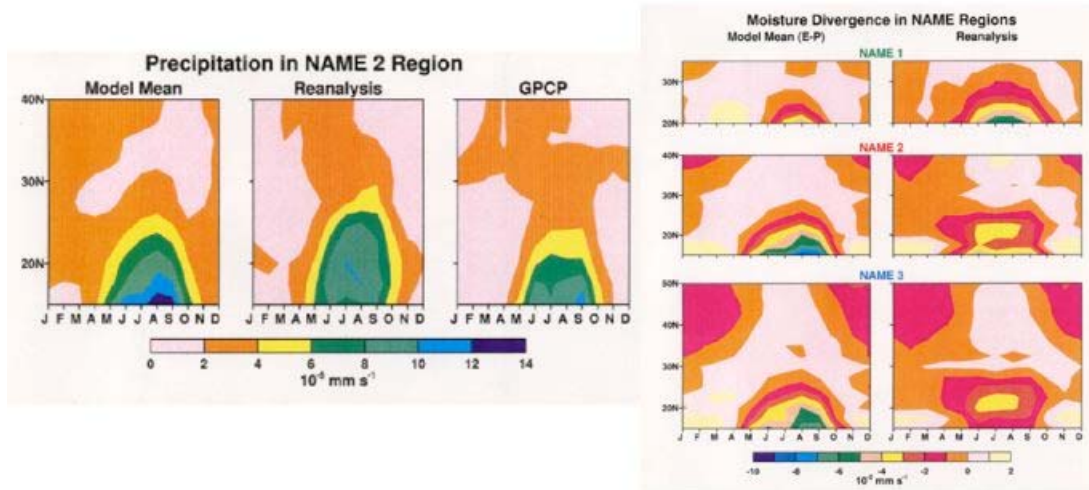 Precipitation in NAME 2 Region
Model Mean Reanalysis GPCP
40N
30N
20N
J F M A M J J A S O N D J F M A M J J A S O N D J F M A M J J A S O N D
0 2 4 6 8 10 12 14
10⁻⁵ mm s⁻¹
Moisture Divergence in NAME Regions
Model Mean (E-P) Reanalysis
NAME 1
30N
20N
NAME 2
40N
30N
20N
NAME 3
50N
40N
30N
20N
J F M A M J J A S O N D J F M A M J J A S O N D
-10 -8 -6 -4 -2 0 2
10⁻⁵ mm s⁻¹